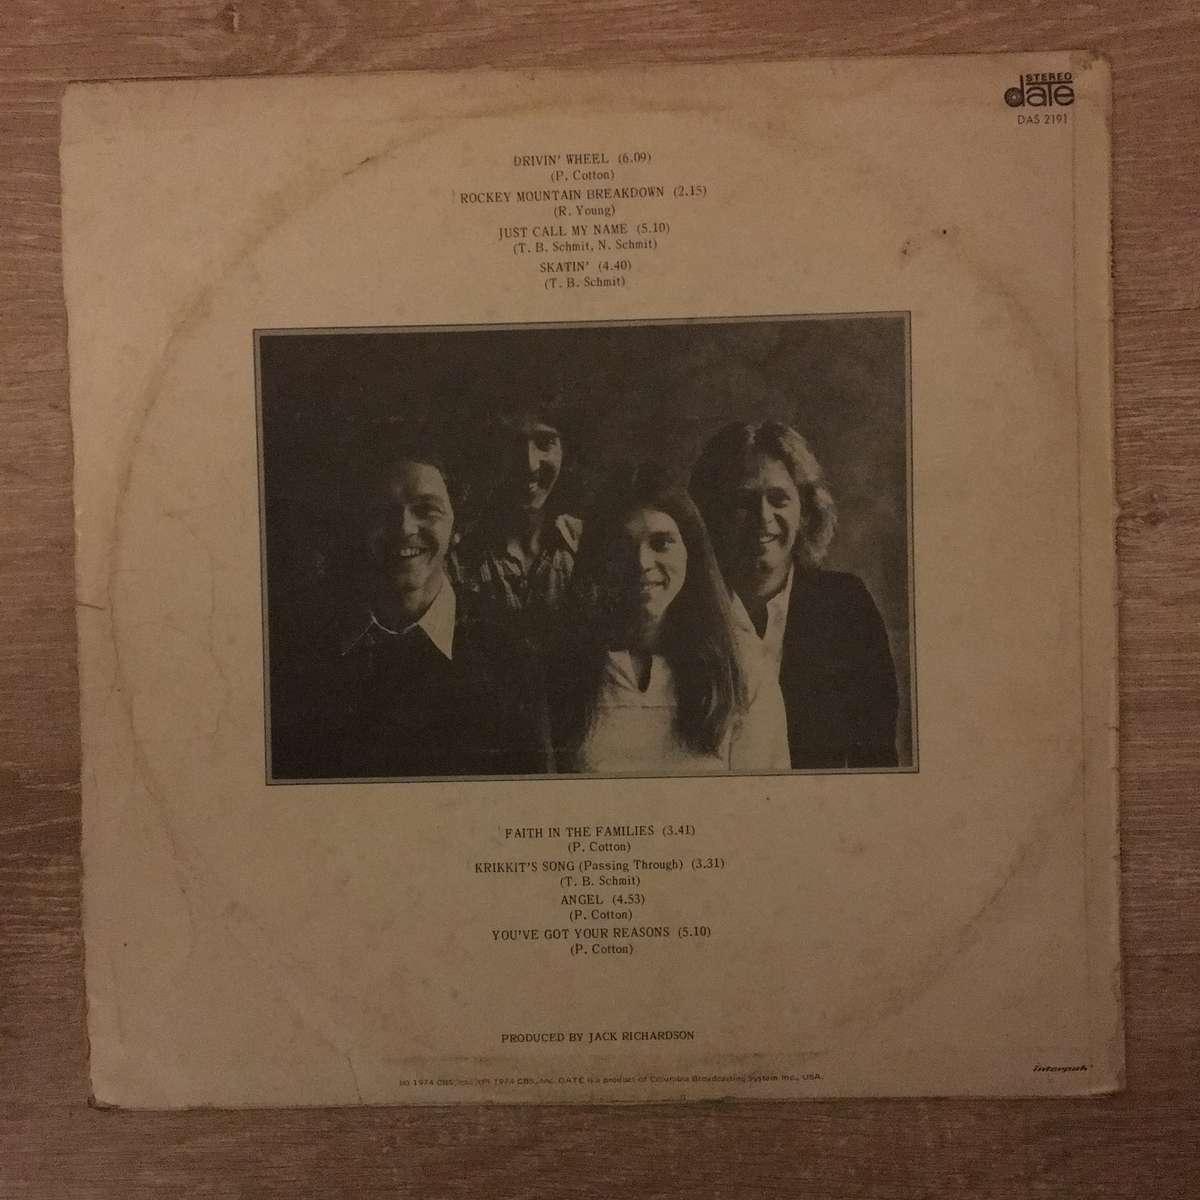 STEREO
date
DAS 2191
DRIVIN' WHEEL (6.09)
(P. Cotton)
ROCKEY MOUNTAIN BREAKDOWN (2.15)
(R. Young)
JUST CALL MY NAME (5.10)
(T. B. Schmit, N. Schmit)
SKATIN' (4.40)
(T. B. Schmit)
FAITH IN THE FAMILIES (3.41)
(P. Cotton)
KRIKKIT'S SONG (Passing Through) (3.31)
(T. B. Schmit)
ANGEL (4.53)
(P. Cotton)
YOU'VE GOT YOUR REASONS (5.10)
(P. Cotton)
PRODUCED BY JACK RICHARDSON
1974 CBS, Inc. 1974 CBS, Inc. DATE is a product of Columbia Broadcasting System Inc., USA.
interpak